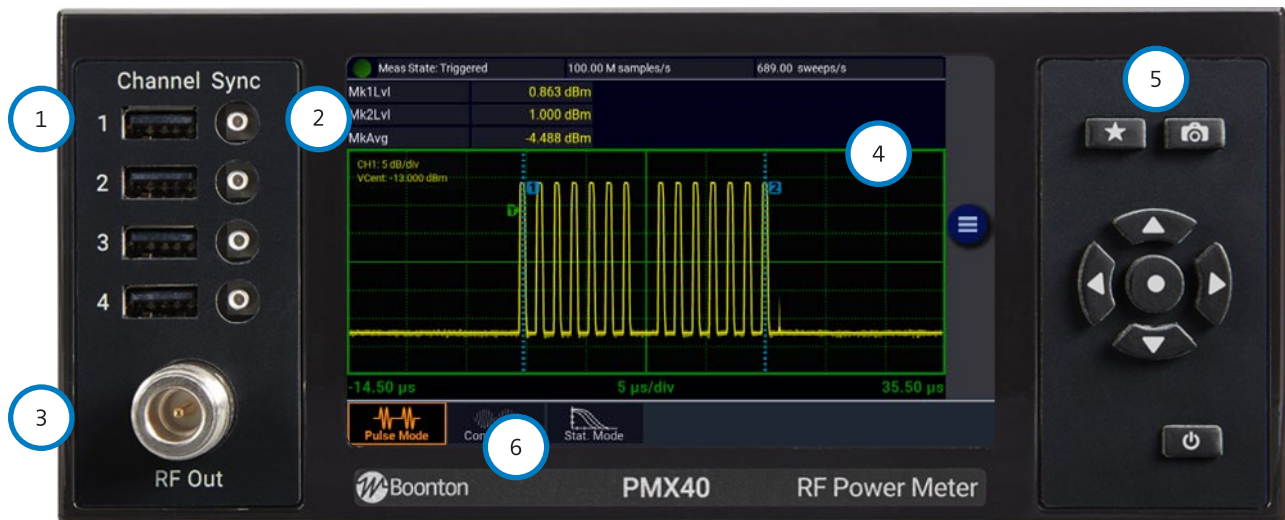 Channel Sync
1
2
3
4
RF Out
1
2
3
4
5
6
Meas State: Triggered 100.00 M samples/s 689.00 sweeps/s
Mk1Lvl 0.863 dBm
Mk2Lvl 1.000 dBm
MkAvg -4.488 dBm
CH1: 5 dB/div
VCent: -13.000 dBm
T
1
2
-14.50 µs 5 µs/div 35.50 µs
Pulse Mode Stat. Mode
Boonton PMX40 RF Power Meter